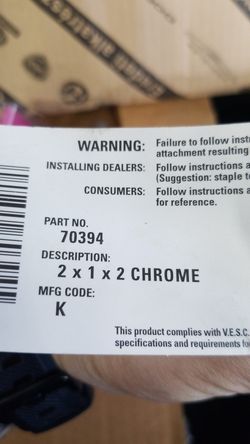 WARNING: Failure to follow inst
attachment resulting
INSTALLING DEALERS: Follow instructions a
(Suggestion: staple to
CONSUMERS: Follow instructions a
for reference.
PART NO.
70394
DESCRIPTION:
2 x 1 x 2 CHROME
MFG CODE:
K
This product complies with V.E.S.C.
specifications and requirements fo